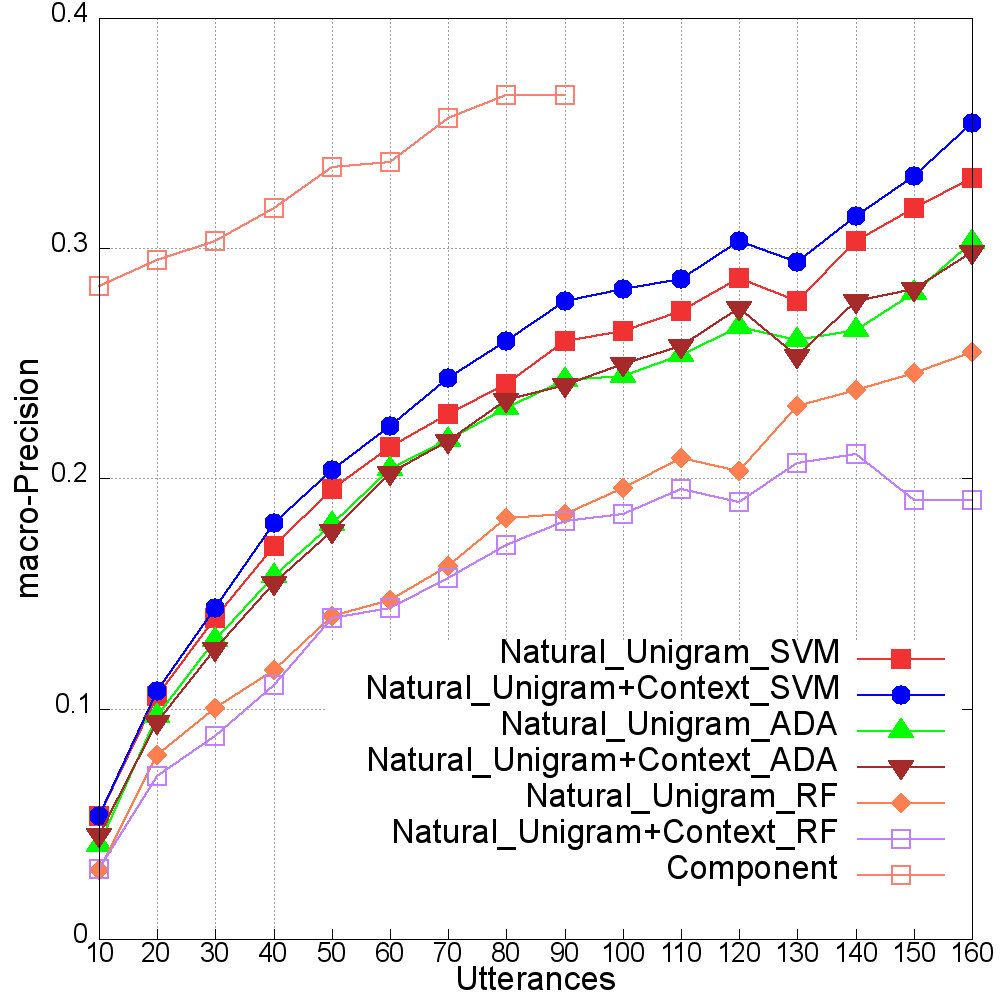 0.4
0.3
0.2
0.1
0
macro-Precision
Natural_Unigram_SVM
Natural_Unigram+Context_SVM
Natural_Unigram_ADA
Natural_Unigram+Context_ADA
Natural_Unigram_RF
Natural_Unigram+Context_RF
Component
10 20 30 40 50 60 70 80 90 100 110 120 130 140 150 160
Utterances